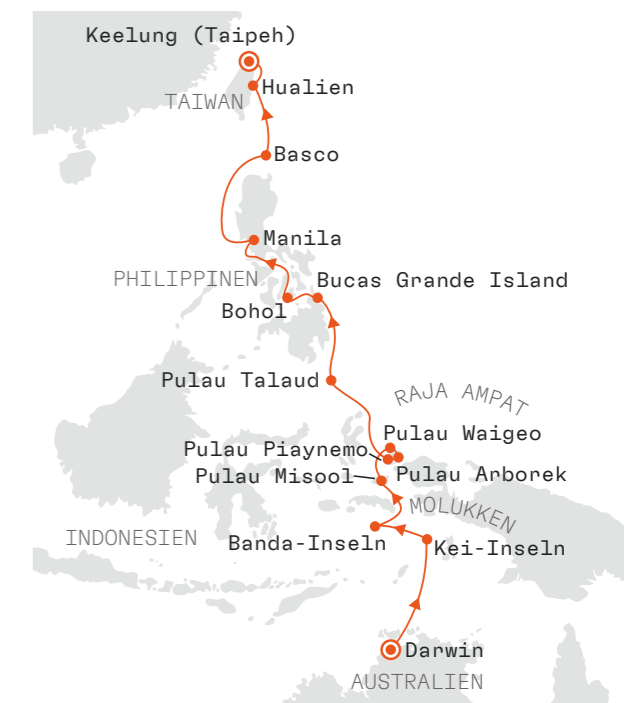 Keelung (Taipeh)
Hualien
TAIWAN
Basco
Manila
PHILIPPINEN
Bucas Grande Island
Bohol
Pulau Talaud
RAJA AMPAT
Pulau Waigeo
Pulau Piaynemo
Pulau Misool
Pulau Arborek
MOLUKKEN
INDONESIEN
Banda-Inseln
Kei-Inseln
Darwin
AUSTRALIEN